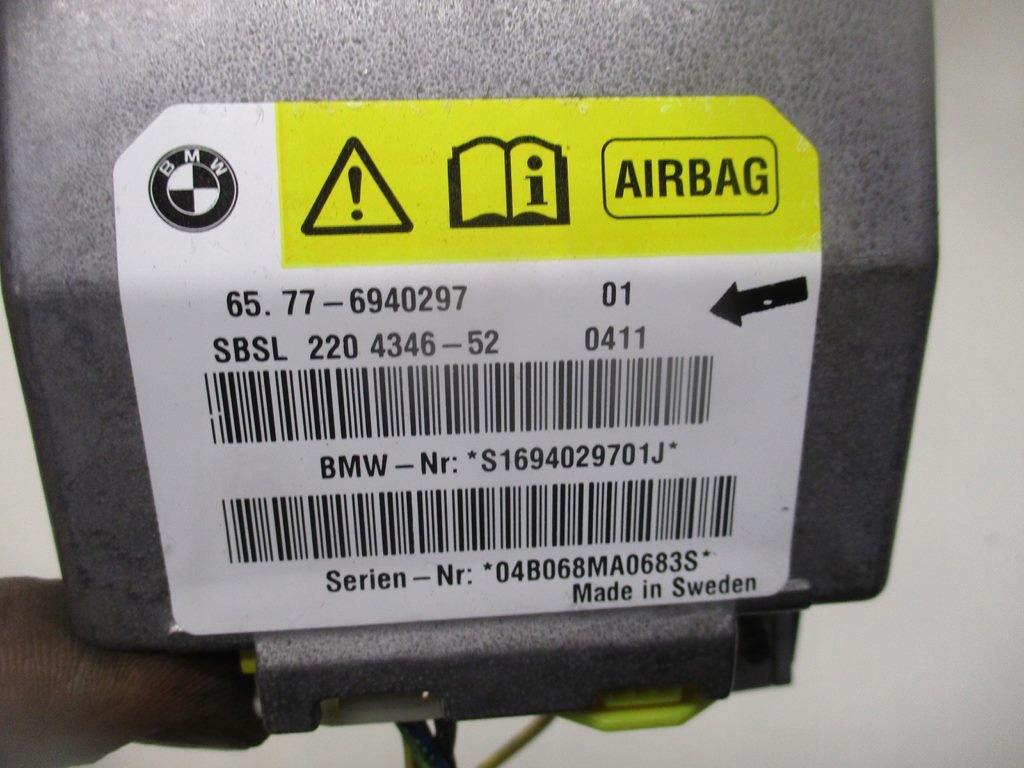 BMW
i
AIRBAG
65. 77-6940297 01
SBSL 220 4346-52 0411
BMW-Nr: *S1694029701J*
Serien-Nr: *04B068MA0683S*
Made in Sweden